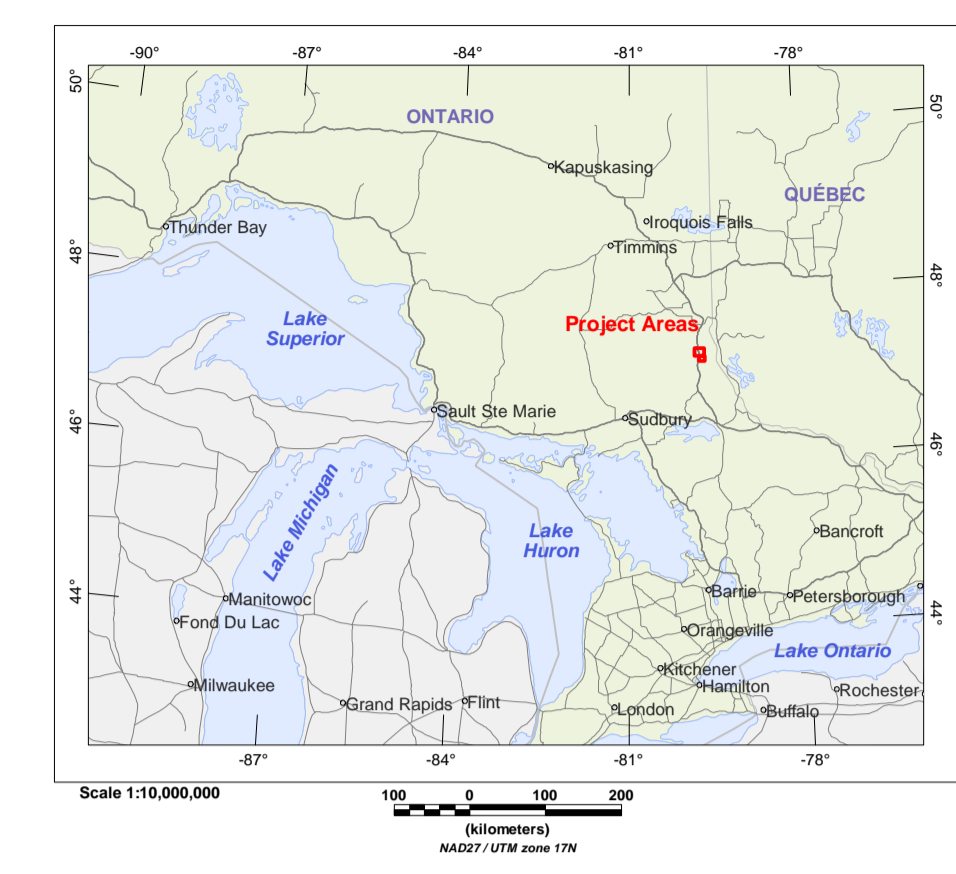 -90° -87° -84° -81° -78°
50° 50°
ONTARIO
Kapuskasing
QUÉBEC
Iroquois Falls
Thunder Bay
Timmins
48° 48°
Lake
Superior
Project Areas
Sault Ste Marie
Sudbury
46° 46°
Lake Michigan
Lake
Huron
Bancroft
44° 44°
Barrie
Peterborough
Manitowoc
Fond Du Lac
Orangeville
Lake Ontario
Kitchener
Milwaukee
Hamilton
Rochester
Grand Rapids
Flint
London
Buffalo
-87° -84° -81° -78°
Scale 1:10,000,000
100 0 100 200
(kilometers)
NAD27 / UTM zone 17N